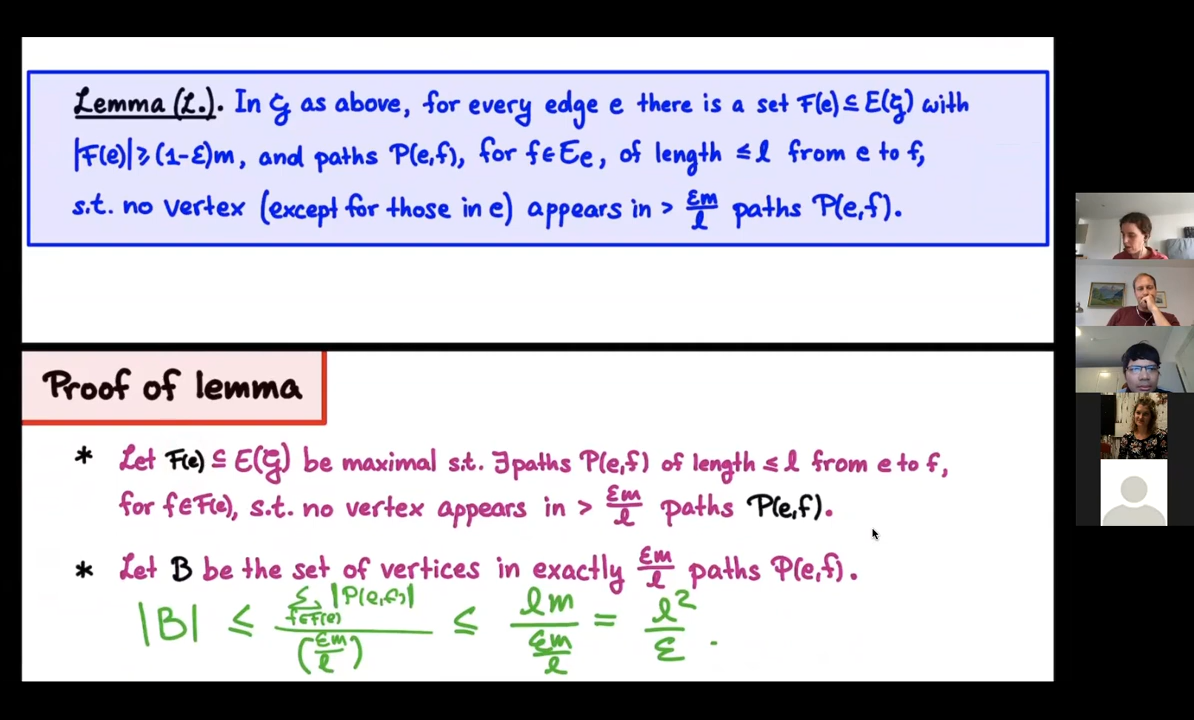 Lemma (L.). In G as above, for every edge e there is a set F(e) ⊆ E(G) with
|F(e)| ≥ (1-ε)m, and paths P(e,f), for f ∈ E_e, of length ≤ l from e to f,
s.t. no vertex (except for those in e) appears in > εm/l paths P(e,f).
Proof of lemma
* Let F(e) ⊆ E(G) be maximal s.t. ∃ paths P(e,f) of length ≤ l from e to f,
for f ∈ F(e), s.t. no vertex appears in > εm/l paths P(e,f).
* Let B be the set of vertices in exactly εm/l paths P(e,f).
|B| ≤ Σ_{f∈F(e)} |P(e,f)| / (εm/l) ≤ lm / (εm/l) = l²/ε .